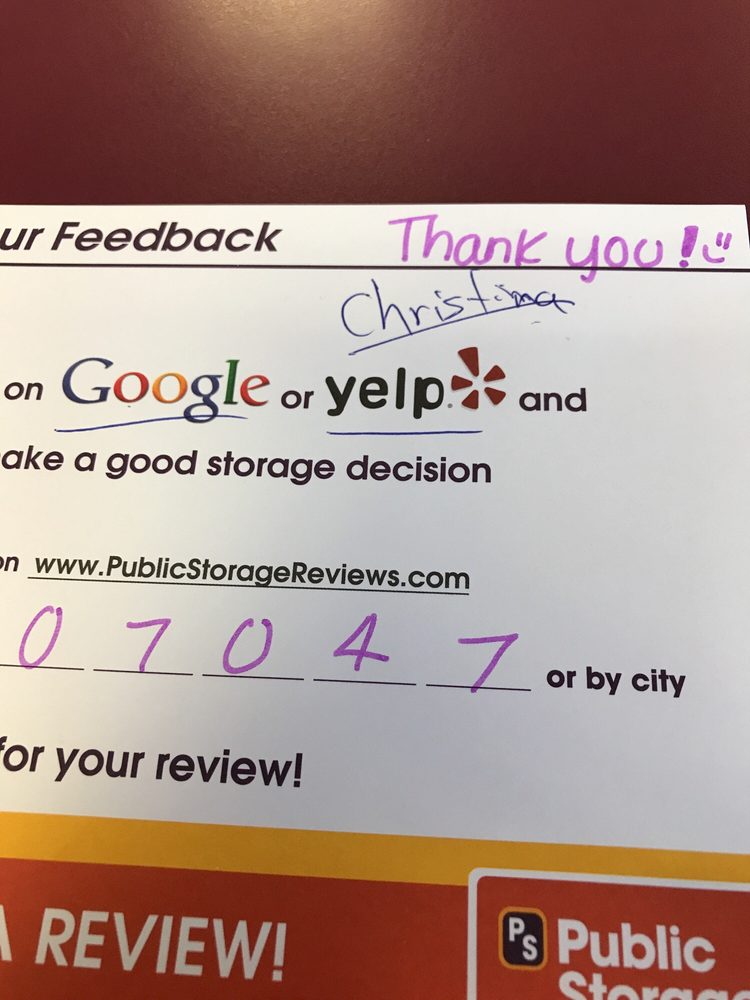 ur Feedback Thank you!
Christina
on Google or yelp and
ake a good storage decision
on www.PublicStorageReviews.com
0 7 0 4 7 or by city
for your review!
A REVIEW!
PS Public
Storage